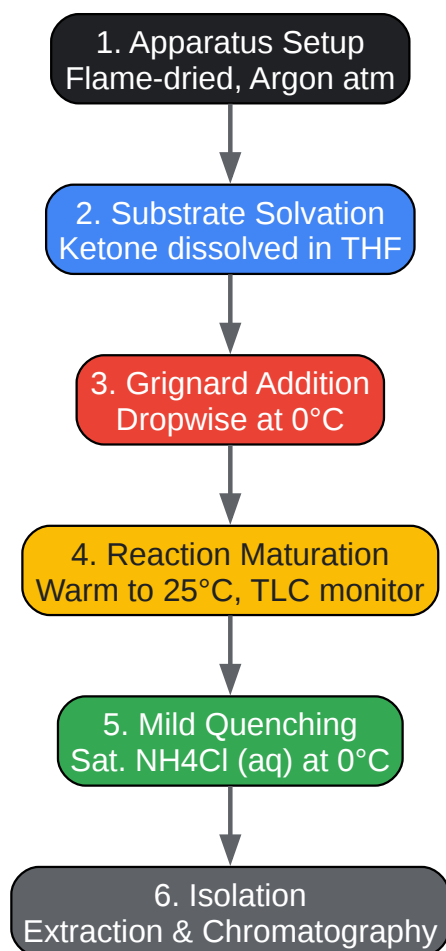 1. Apparatus Setup
Flame-dried, Argon atm
2. Substrate Solvation
Ketone dissolved in THF
3. Grignard Addition
Dropwise at 0°C
4. Reaction Maturation
Warm to 25°C, TLC monitor
5. Mild Quenching
Sat. NH4Cl (aq) at 0°C
6. Isolation
Extraction & Chromatography